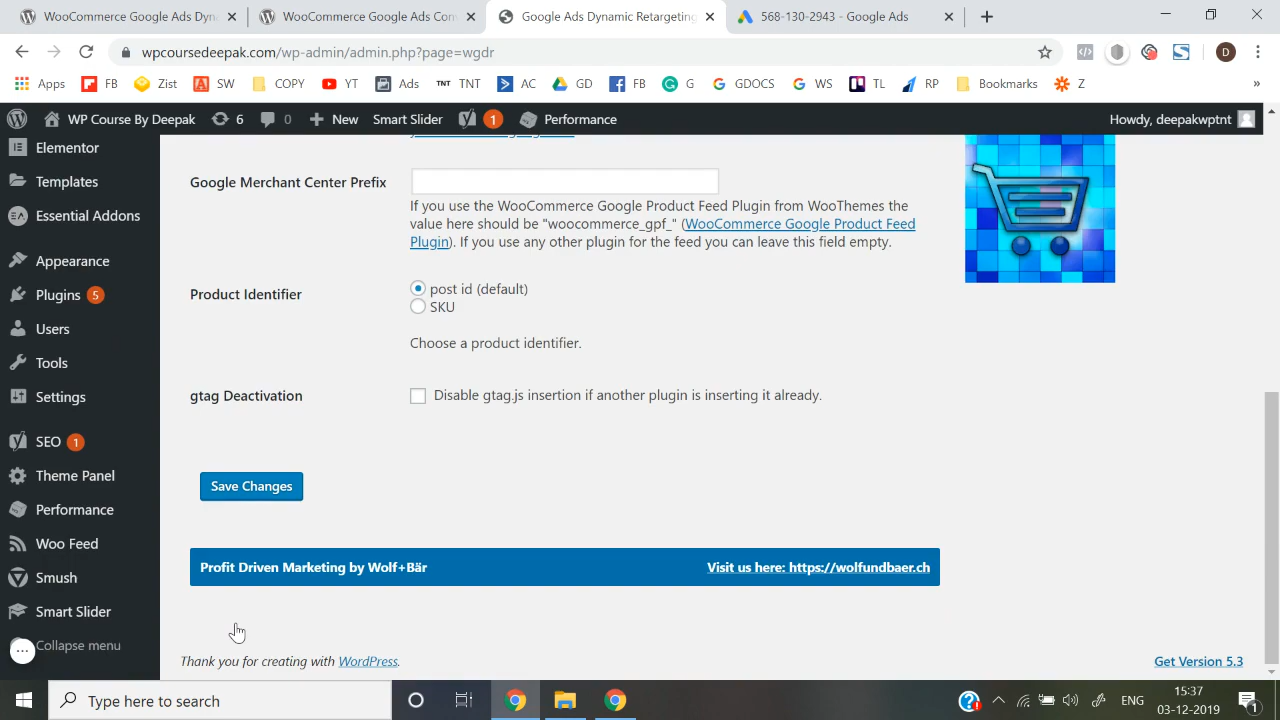 WooCommerce Google Ads Dyn
WooCommerce Google Ads Con
Google Ads Dynamic Retargeting
568-130-2943 - Google Ads
wpcoursedeepak.com/wp-admin/admin.php?page=wgdr
D
Apps
FB
Zist
SW
COPY
YT
Ads
TNT TNT
AC
GD
FB
G
GDOCS
WS
TL
RP
Bookmarks
Z
WP Course By Deepak
6
0
New
Smart Slider
1
Performance
Howdy, deepakwptnt
Elementor
Templates
Essential Addons
Appearance
Plugins 5
Users
Tools
Settings
SEO 1
Theme Panel
Performance
Woo Feed
Smush
Smart Slider
Collapse menu
Google Merchant Center Prefix
If you use the WooCommerce Google Product Feed Plugin from WooThemes the
value here should be "woocommerce_gpf_" (WooCommerce Google Product Feed
Plugin). If you use any other plugin for the feed you can leave this field empty.
Product Identifier
post id (default)
SKU
Choose a product identifier.
gtag Deactivation
Disable gtag.js insertion if another plugin is inserting it already.
Save Changes
Profit Driven Marketing by Wolf+Bär
Visit us here: https://wolfundbaer.ch
Thank you for creating with WordPress.
Get Version 5.3
Type here to search
ENG
15:37
03-12-2019
1